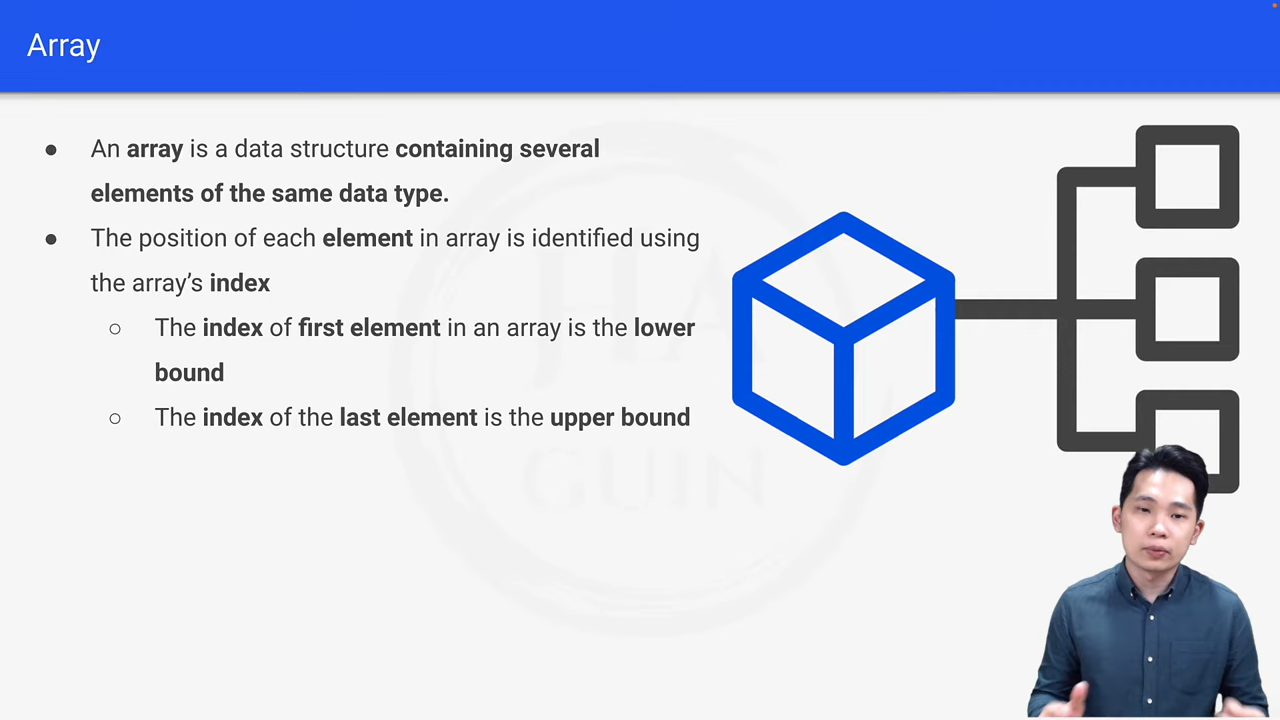 Array
● An array is a data structure containing several
elements of the same data type.
● The position of each element in array is identified using
the array’s index
○ The index of first element in an array is the lower
bound
○ The index of the last element is the upper bound
GUIN